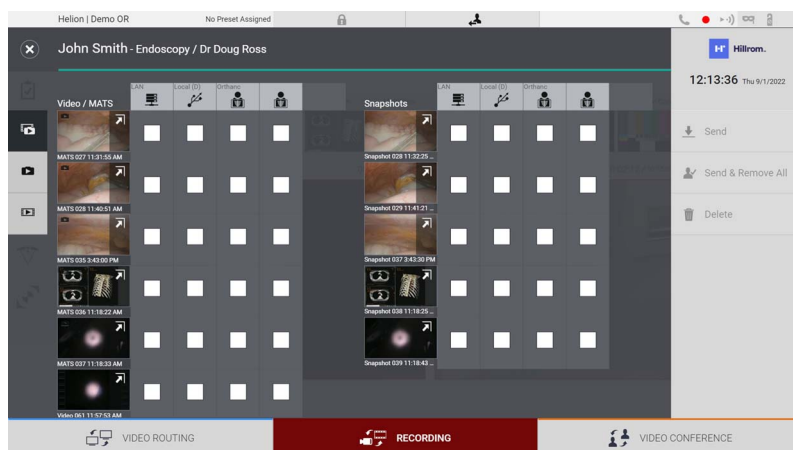 Helion | Demo OR
No Preset Assigned
John Smith - Endoscopy / Dr Doug Ross
Hillrom.
12:13:36 Thu 9/1/2022
Video / MATS
LAN
Local (D)
Orthanc
Snapshots
LAN
Local (D)
Orthanc
MATS 027 11:31:55 AM
Snapshot 028 11:32:25 ...
MATS 028 11:40:51 AM
Snapshot 029 11:41:21 ...
MATS 035 3:43:00 PM
Snapshot 037 3:43:30 PM
MATS 036 11:18:22 AM
Snapshot 038 11:18:25 ...
MATS 037 11:18:33 AM
Snapshot 039 11:18:43 ...
Video 061 11:57:53 AM
Send
Send & Remove All
Delete
VIDEO ROUTING
RECORDING
VIDEO CONFERENCE